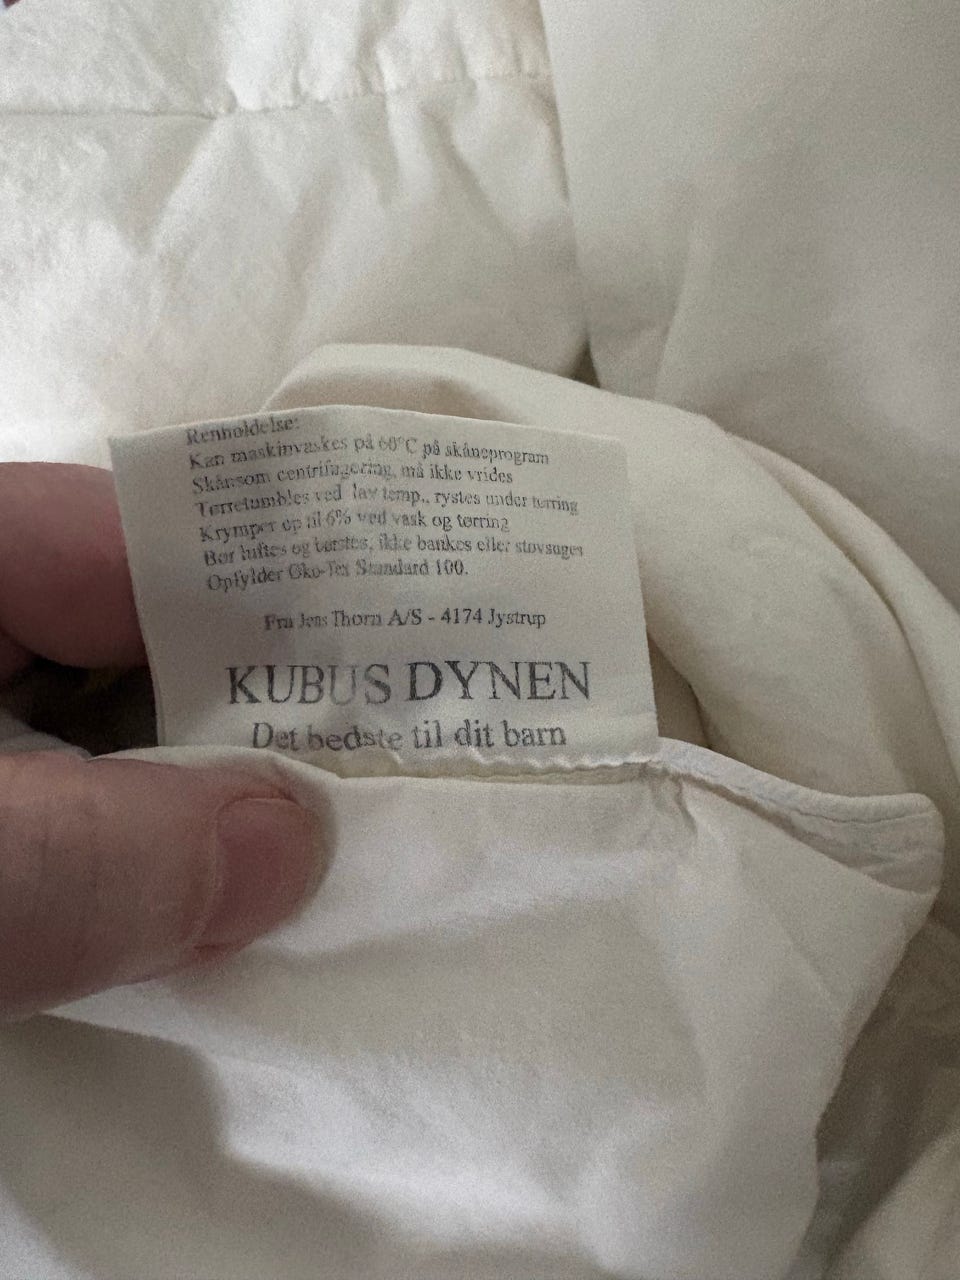 Renholdelse:
Kan maskinvaskes på 60°C på skåneprogram
Skånsom centrifugering, må ikke vrides
Tørretumbles ved lav temp., rystes under tørring
Krymper op til 6% ved vask og tørring
Bør luftes og børstes, ikke bankes eller støvsuges
Opfylder Øko-Tex Standard 100.
Fra Jens Thorn A/S - 4174 Jystrup
KUBUS DYNEN
Det bedste til dit barn